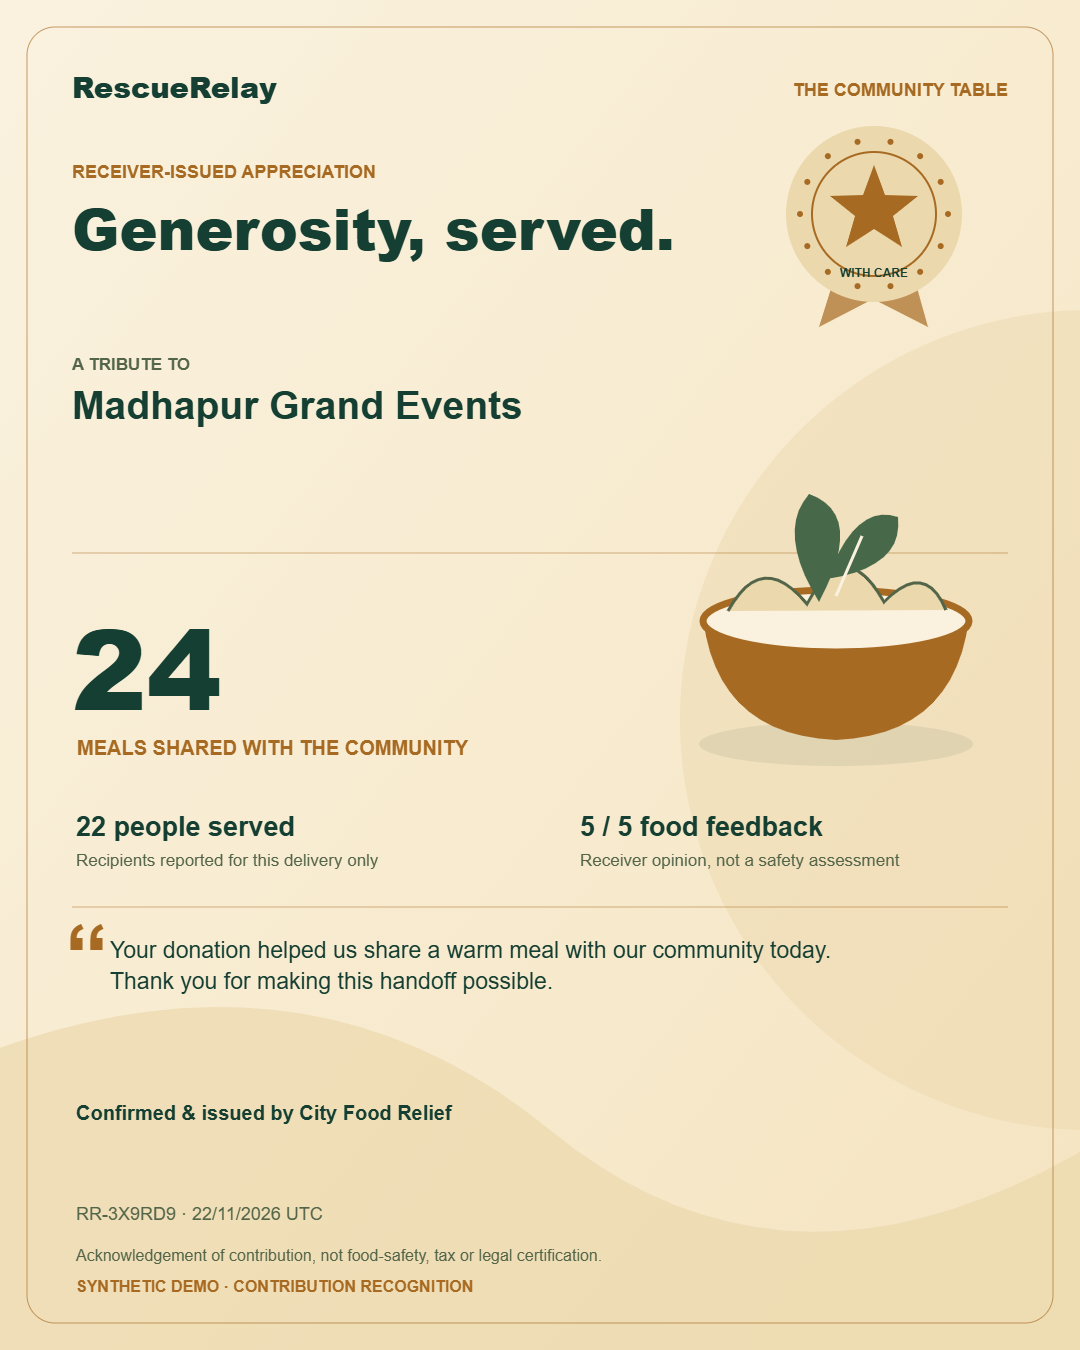 RescueRelay
THE COMMUNITY TABLE
RECEIVER-ISSUED APPRECIATION
Generosity, served.
WITH CARE
A TRIBUTE TO
Madhapur Grand Events
24
MEALS SHARED WITH THE COMMUNITY
22 people served
Recipients reported for this delivery only
5 / 5 food feedback
Receiver opinion, not a safety assessment
“Your donation helped us share a warm meal with our community today.
Thank you for making this handoff possible.
Confirmed & issued by City Food Relief
RR-3X9RD9 · 22/11/2026 UTC
Acknowledgement of contribution, not food-safety, tax or legal certification.
SYNTHETIC DEMO · CONTRIBUTION RECOGNITION